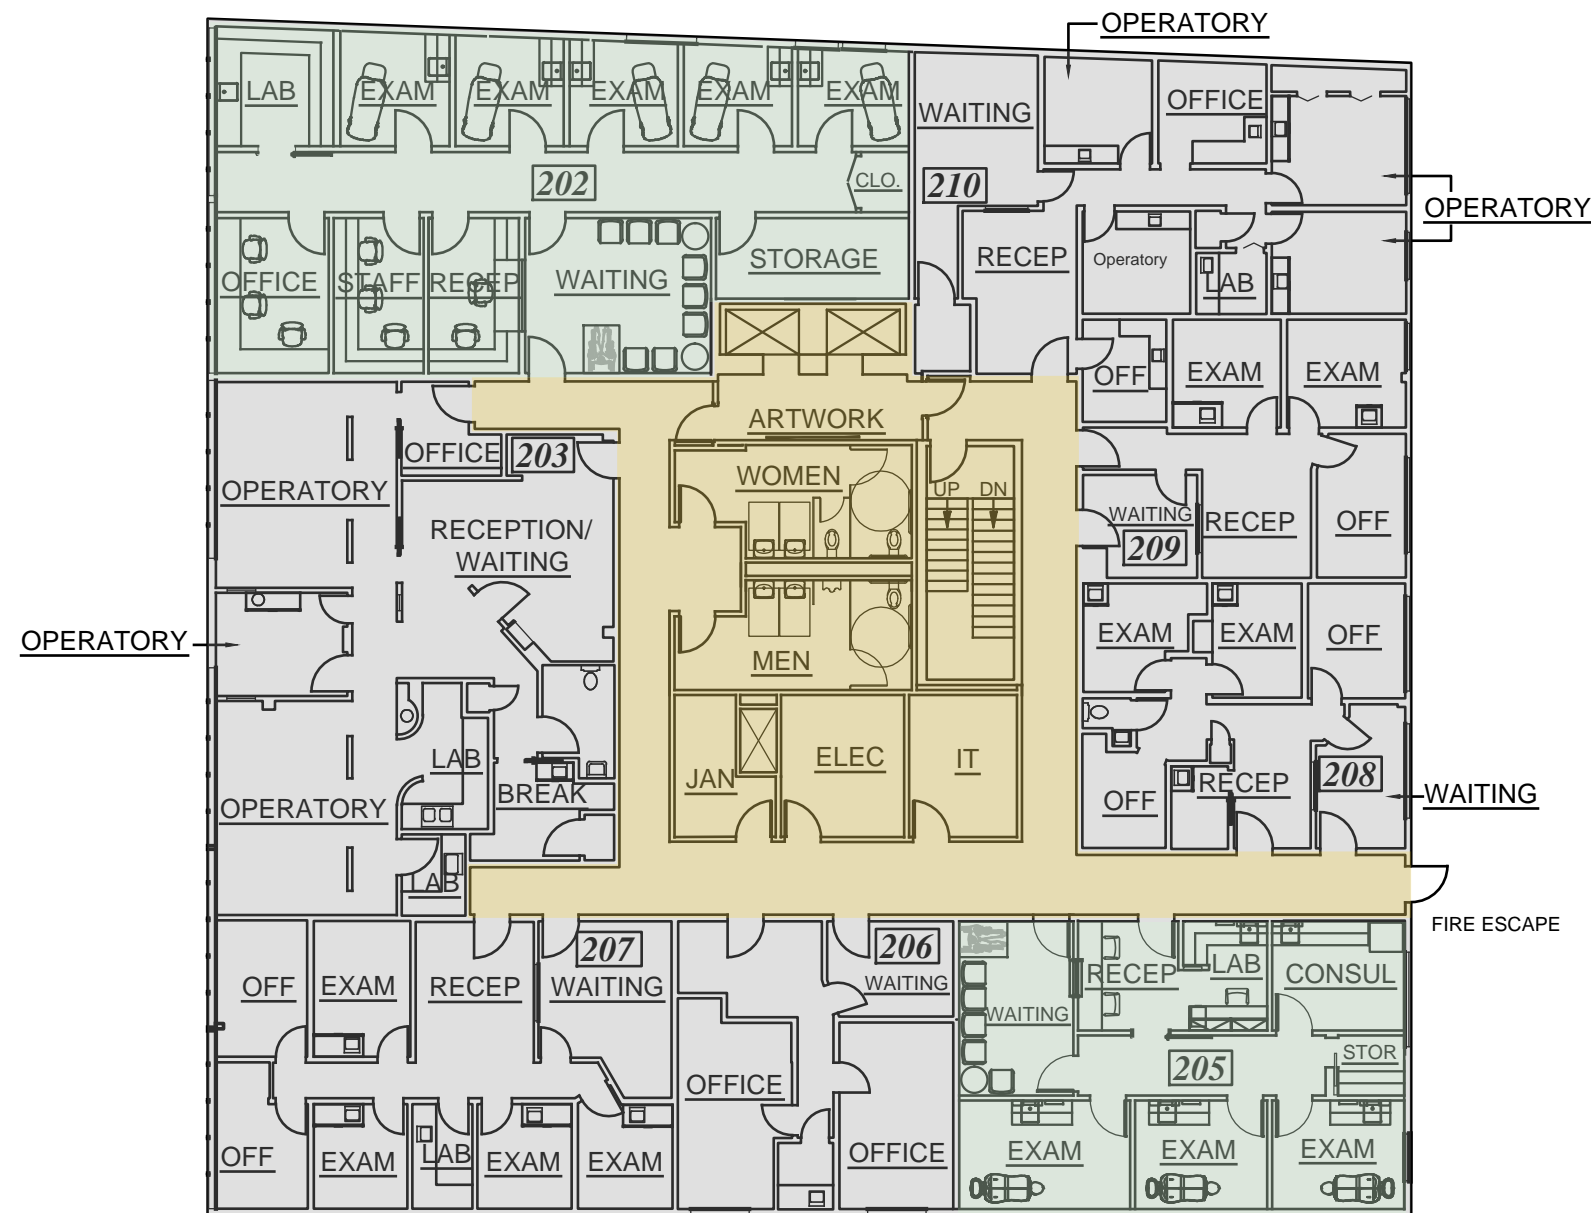 OPERATORY
LAB
EXAM
EXAM
EXAM
EXAM
EXAM
WAITING
OFFICE
202
CLO.
210
OPERATORY
OFFICE
STAFF
RECEP
WAITING
STORAGE
RECEP
Operatory
LAB
OFF
EXAM
EXAM
ARTWORK
OFFICE
203
OPERATORY
WOMEN
UP
DN
WAITING
RECEP
OFF
RECEPTION/
WAITING
209
OPERATORY
MEN
EXAM
EXAM
OFF
LAB
JAN
ELEC
IT
BREAK
OPERATORY
OFF
RECEP
208
WAITING
LAB
FIRE ESCAPE
207
206
OFF
EXAM
RECEP
WAITING
WAITING
RECEP
LAB
CONSUL
WAITING
205
STOR
OFFICE
OFF
EXAM
LAB
EXAM
EXAM
OFFICE
EXAM
EXAM
EXAM